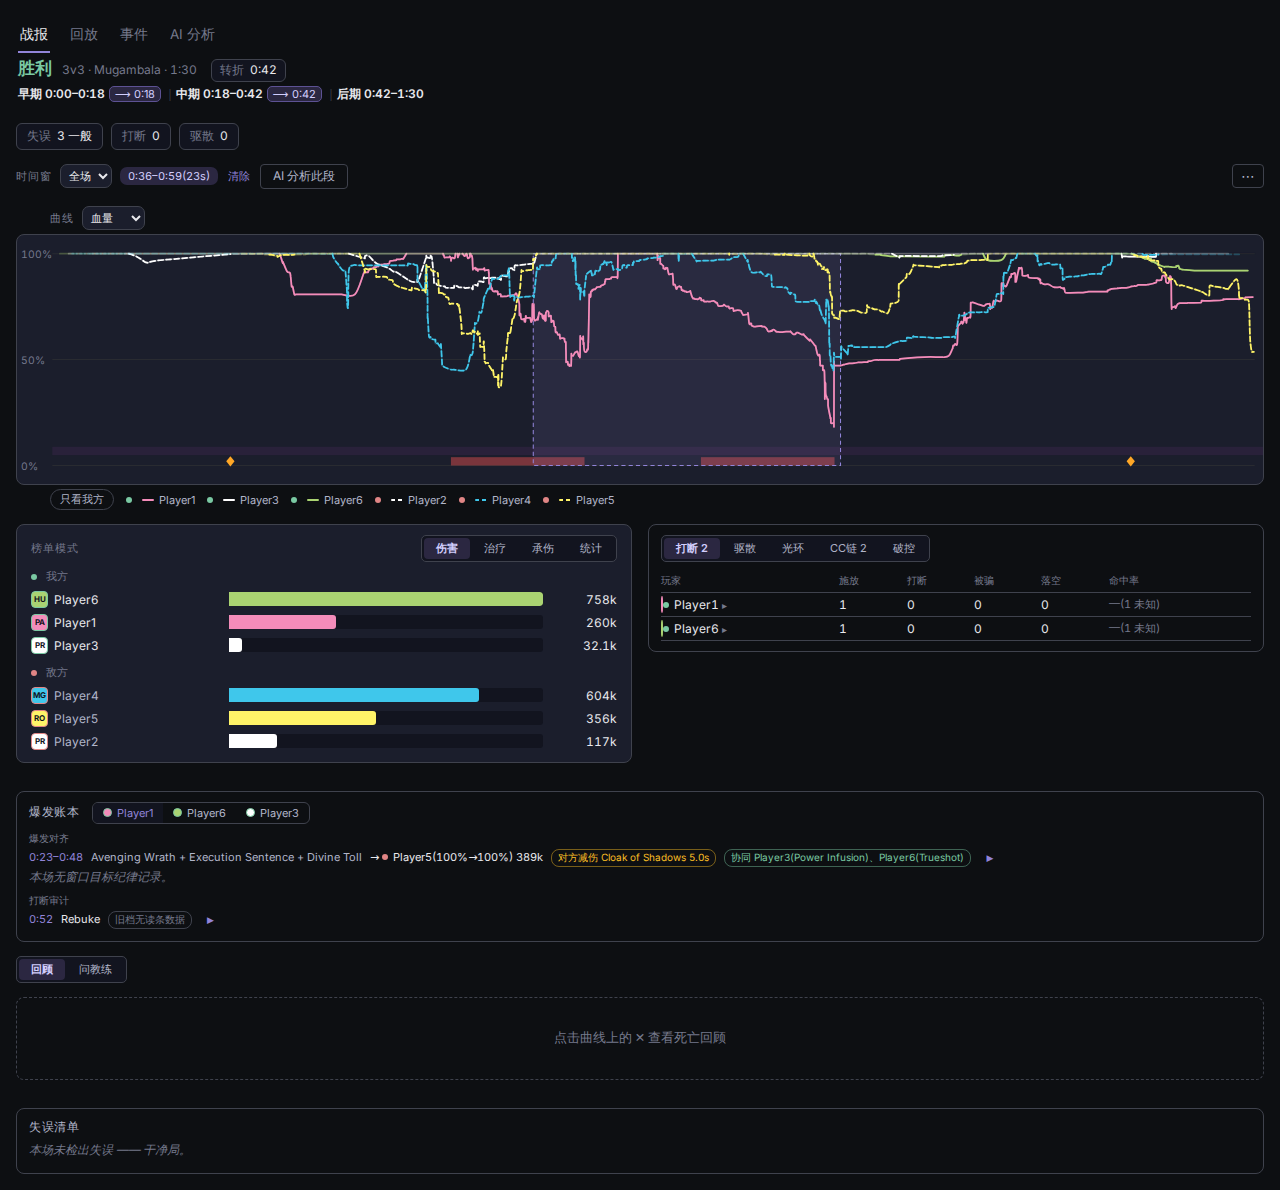 战报 回放 事件 AI 分析
胜利 3v3 · Mugambala · 1:30 转折 0:42
早期 0:00–0:18 ⟶ 0:18 | 中期 0:18–0:42 ⟶ 0:42 | 后期 0:42–1:30
失误 3 一般 打断 0 驱散 0
时间窗 全场 0:36–0:59(23s) 清除 AI 分析此段 ⋯
曲线 血量
100%
50%
0%
只看我方 Player1 Player3 Player6 Player2 Player4 Player5
榜单模式 伤害 治疗 承伤 统计
我方
HU Player6 758k
PA Player1 260k
PR Player3 32.1k
敌方
MG Player4 604k
RO Player5 356k
PR Player2 117k
打断 2 驱散 光环 CC链 2 破控
玩家 施放 打断 被骗 落空 命中率
Player1 ▸ 1 0 0 0 —(1 未知)
Player6 ▸ 1 0 0 0 —(1 未知)
爆发账本 Player1 Player6 Player3
爆发对齐
0:23–0:48 Avenging Wrath + Execution Sentence + Divine Toll → Player5(100%→100%) 389k 对方减伤 Cloak of Shadows 5.0s 协同 Player3(Power Infusion)、Player6(Trueshot) ▶
本场无窗口目标纪律记录。
打断审计
0:52 Rebuke 旧档无读条数据 ▶
回顾 问教练
点击曲线上的 ✕ 查看死亡回顾
失误清单
本场未检出失误 —— 干净局。